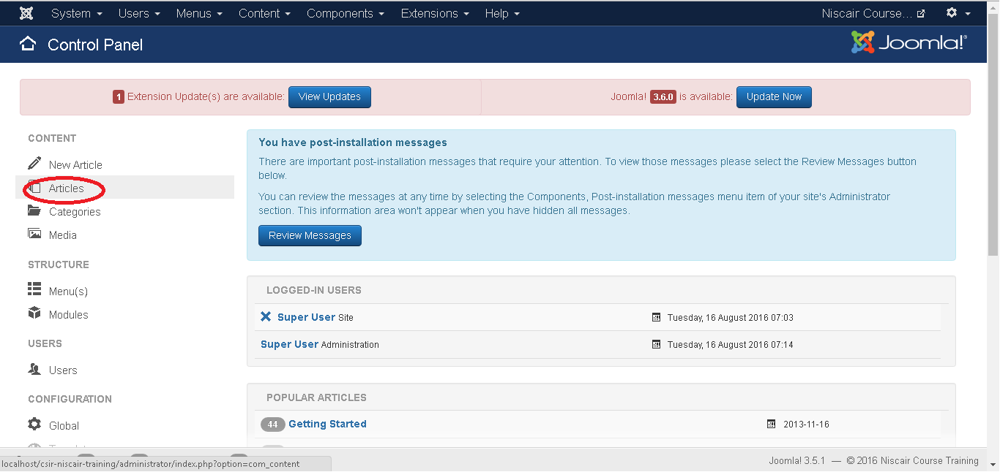 System Users Menus Content Components Extensions Help Niscair Course...
Control Panel Joomla!®
1 Extension Update(s) are available: View Updates Joomla! 3.6.0 is available: Update Now
CONTENT
New Article
Articles
Categories
Media
STRUCTURE
Menu(s)
Modules
USERS
Users
CONFIGURATION
Global
You have post-installation messages
There are important post-installation messages that require your attention. To view those messages please select the Review Messages button
below.
You can review the messages at any time by selecting the Components, Post-installation messages menu item of your site's Administrator
section. This information area won't appear when you have hidden all messages.
Review Messages
LOGGED-IN USERS
Super User Site Tuesday, 16 August 2016 07:03
Super User Administration Tuesday, 16 August 2016 07:14
POPULAR ARTICLES
44 Getting Started 2013-11-16
localhost/csir-niscair-training/administrator/index.php?option=com_content
Joomla! 3.5.1 — © 2016 Niscair Course Training